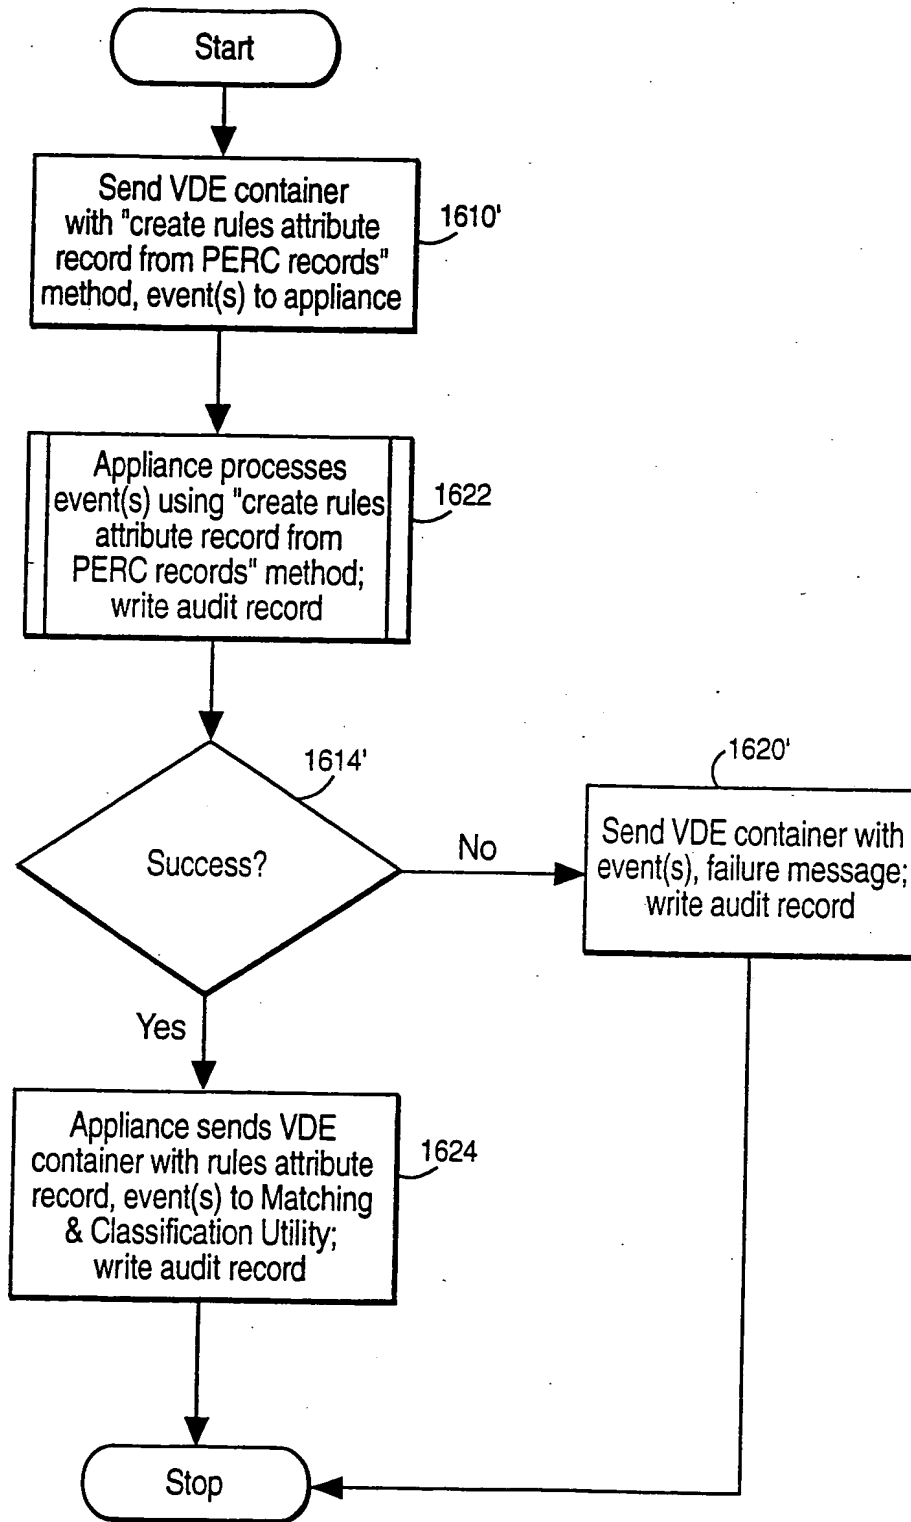 Start
Send VDE container
with "create rules attribute
record from PERC records"
method, event(s) to appliance
1610'
Appliance processes
event(s) using "create rules
attribute record from
PERC records" method;
write audit record
1622
1614'
Success?
No
1620'
Send VDE container with
event(s), failure message;
write audit record
Yes
Appliance sends VDE
container with rules attribute
record, event(s) to Matching
& Classification Utility;
write audit record
1624
Stop